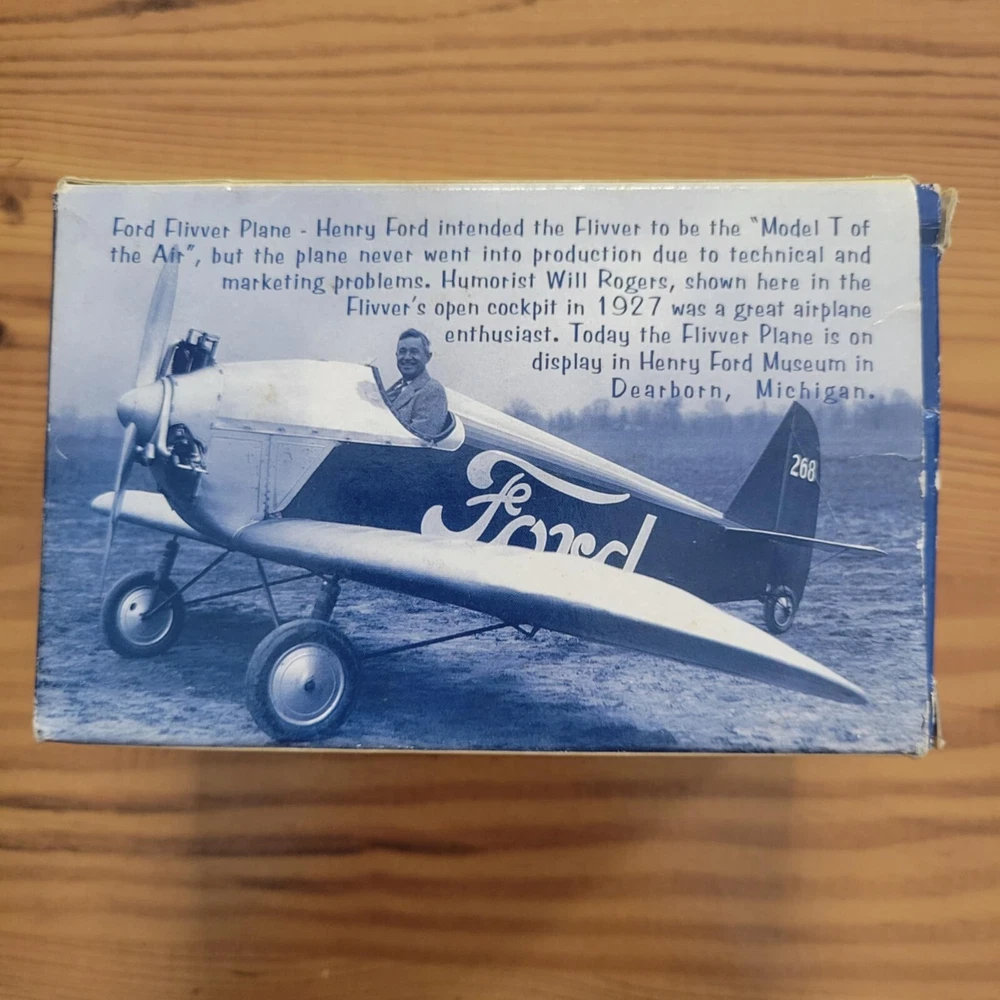 Ford Flivver Plane - Henry Ford intended the Flivver to be the "Model T of
the Air", but the plane never went into production due to technical and
marketing problems. Humorist Will Rogers, shown here in the
Flivver's open cockpit in 1927 was a great airplane
enthusiast. Today the Flivver Plane is on
display in Henry Ford Museum in
Dearborn, Michigan.
268
Ford